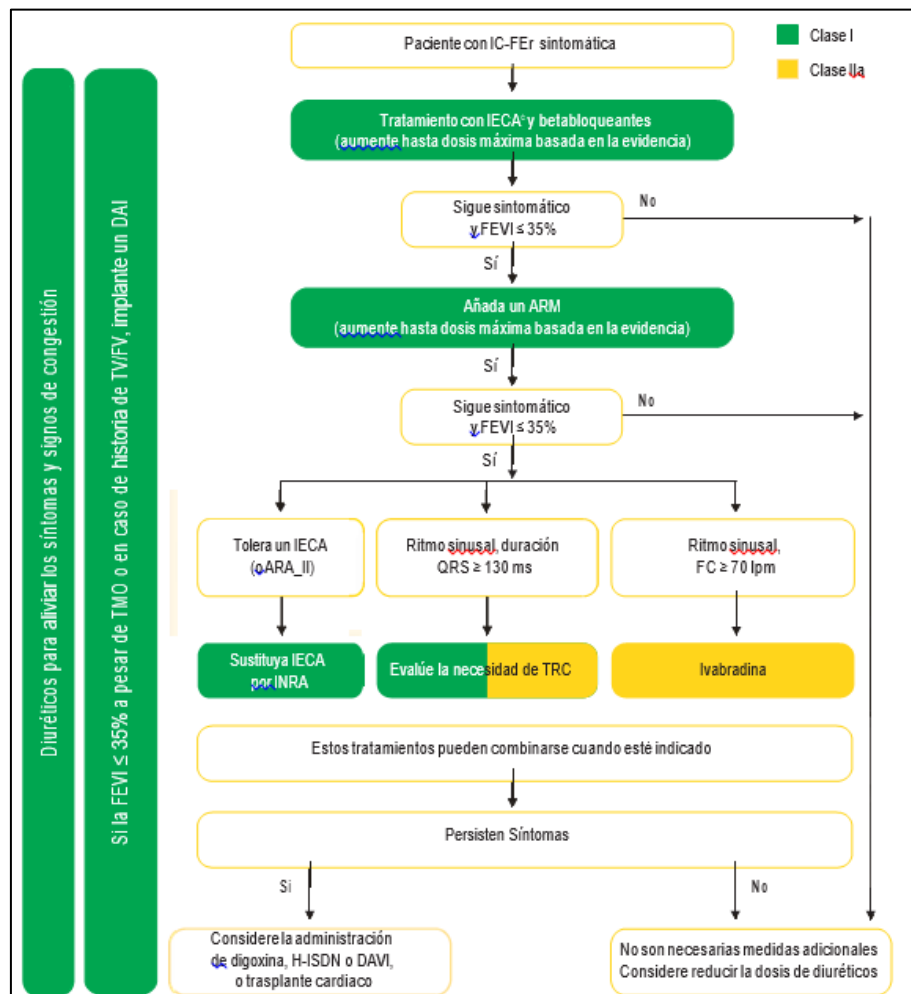 Paciente con IC-FEr sintomática
Clase I
Clase IIa
Diuréticos para aliviar los síntomas y signos de congestión
Si la FEVI ≤ 35% a pesar de TMO o en caso de historia de TV/FV, implante un DAI
Tratamiento con IECAᶜ y betabloqueantes
(aumente hasta dosis máxima basada en la evidencia)
Sigue sintomático
y FEVI ≤ 35%
No
Sí
Añada un ARM
(aumente hasta dosis máxima basada en la evidencia)
Sí
Sigue sintomático
y FEVI ≤ 35%
No
Sí
Tolera un IECA
(o ARA_II)
Ritmo sinusal, duración
QRS ≥ 130 ms
Ritmo sinusal,
FC ≥ 70 lpm
Sustituya IECA
por INRA
Evalúe la necesidad de TRC
Ivabradina
Estos tratamientos pueden combinarse cuando esté indicado
Persisten Síntomas
Si
No
Considere la administración
de digoxina, H-ISDN o DAVI,
o trasplante cardiaco
No son necesarias medidas adicionales
Considere reducir la dosis de diuréticos